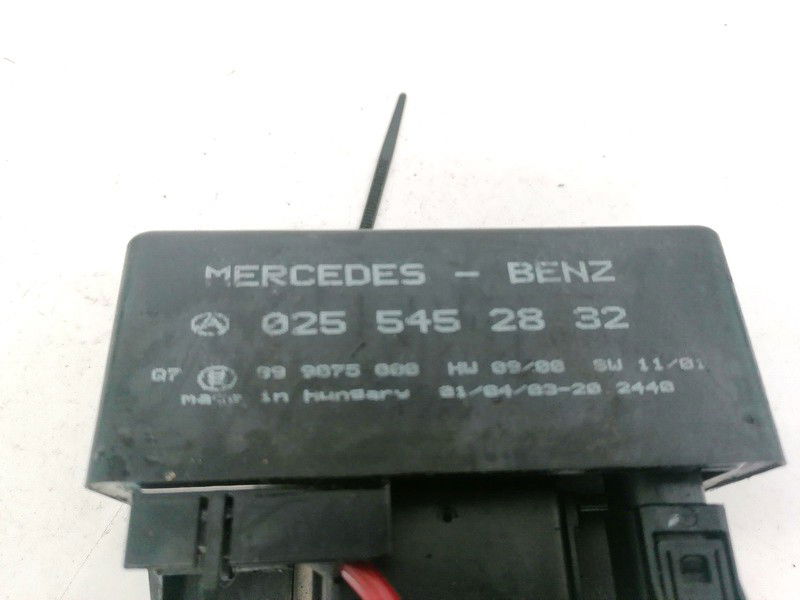 MERCEDES - BENZ
025 545 28 32
Q7 99 9075 000 HW 09/00 SW 11/01
made in Hungary 01/04/03-20 2440